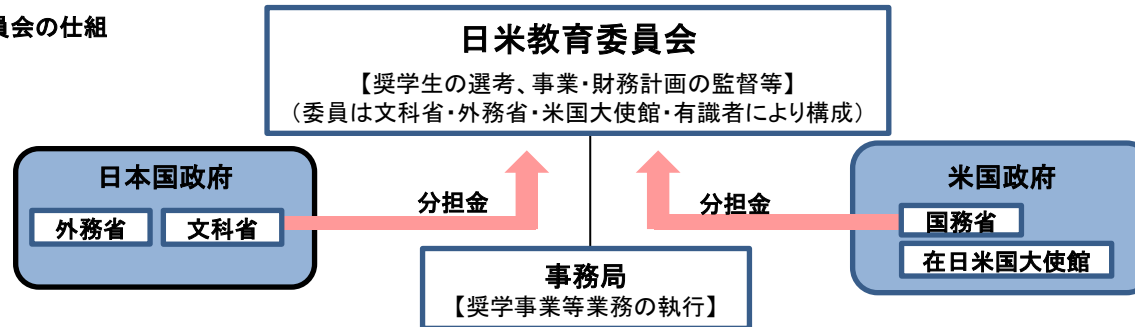 員会の仕組
日米教育委員会
【奨学生の選考、事業・財務計画の監督等】
（委員は文科省・外務省・米国大使館・有識者により構成）
日本国政府
外務省
文科省
分担金
分担金
米国政府
国務省
在日米国大使館
事務局
【奨学事業等業務の執行】